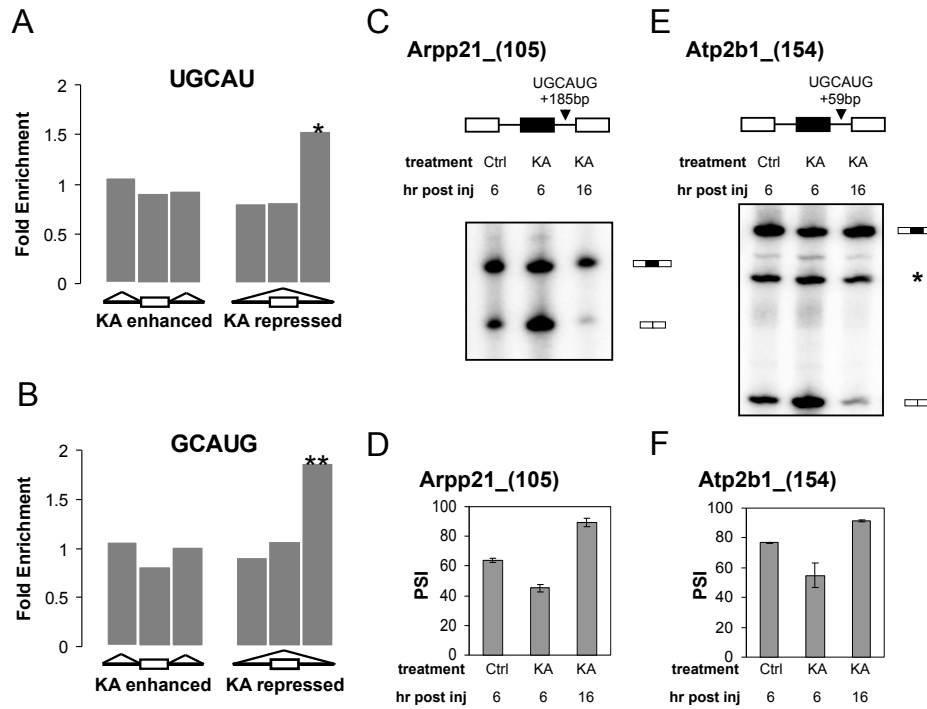 A
UGCAU
Fold Enrichment
2
1.5
1
0.5
0
*
KA enhanced KA repressed
B
GCAUG
Fold Enrichment
2
1.5
1
0.5
0
**
KA enhanced KA repressed
C
Arpp21_(105)
UGCAUG
+185bp
treatment Ctrl KA KA
hr post inj 6 6 16
D
Arpp21_(105)
PSI
100
80
60
40
20
0
treatment Ctrl KA KA
hr post inj 6 6 16
E
Atp2b1_(154)
UGCAUG
+59bp
treatment Ctrl KA KA
hr post inj 6 6 16
*
F
Atp2b1_(154)
PSI
100
80
60
40
20
0
treatment Ctrl KA KA
hr post inj 6 6 16